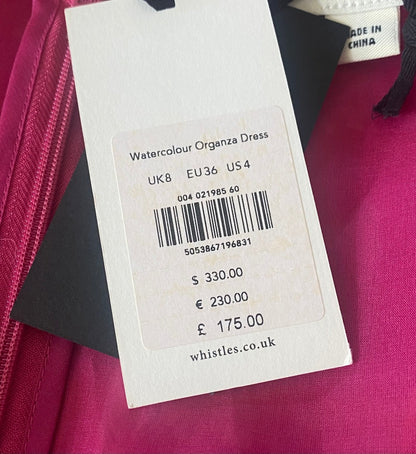 MADE IN
CHINA
Watercolour Organza Dress
UK8 EU36 US4
004 021985 60
5053867196831
$ 330.00
€ 230.00
£ 175.00
whistles.co.uk